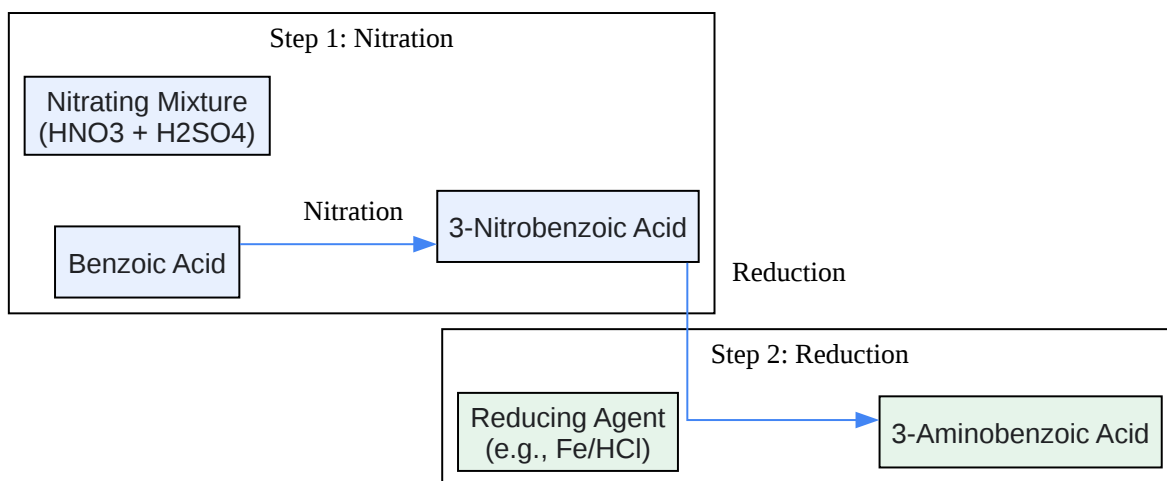 Step 1: Nitration
Nitrating Mixture
(HNO3 + H2SO4)
Nitration
3-Nitrobenzoic Acid
Benzoic Acid
Reduction
Step 2: Reduction
Reducing Agent
(e.g., Fe/HCl)
3-Aminobenzoic Acid